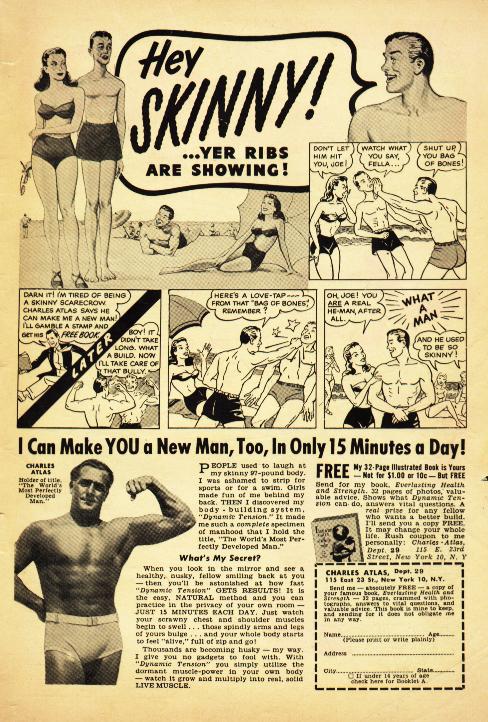 Hey
SKINNY!
...YER RIBS
ARE SHOWING!
DON'T LET
HIM HIT
YOU, JOE!
WATCH WHAT
YOU SAY,
FELLA...
SHUT UP,
YOU BAG
OF BONES!
DARN IT! I'M TIRED OF BEING
A SKINNY SCARECROW.
CHARLES ATLAS SAYS HE
CAN MAKE ME A NEW MAN!
I'LL GAMBLE A STAMP AND
GET HIS FREE BOOK!
LATER
BOY! IT
DIDN'T TAKE
LONG. WHAT
A BUILD. NOW
I'LL TAKE CARE OF
THAT BULLY.
HERE'S A LOVE-TAP
FROM THAT "BAG OF BONES,"
REMEMBER?
OH, JOE! YOU
ARE A REAL
HE-MAN, AFTER
ALL.
WHAT
A
MAN
AND HE USED
TO BE SO
SKINNY!
I Can Make YOU a New Man, Too, In Only 15 Minutes a Day!
CHARLES
ATLAS
Holder of title,
"The World's
Most Perfectly
Developed
Man."
PEOPLE used to laugh at
my skinny 97-pound body.
I was ashamed to strip for
sports or for a swim. Girls
made fun of me behind my
back. THEN I discovered my
body-building system,
"Dynamic Tension." It made
me such a complete specimen
of manhood that I hold the
title, "The World's Most Per-
fectly Developed Man."
What's My Secret?
When you look in the mirror and see a
healthy, husky, fellow smiling back at you
— then you'll be astonished at how fast
"Dynamic Tension" GETS RESULTS! It is
the easy, NATURAL method and you can
practice in the privacy of your own room —
JUST 15 MINUTES EACH DAY. Just watch
your scrawny chest and shoulder muscles
begin to swell . . . those spindly arms and legs
of yours bulge . . . and your whole body starts
to feel "alive," full of zip and go!
Thousands are becoming husky — my way.
I give you no gadgets to fool with. With
"Dynamic Tension" you simply utilize the
dormant muscle-power in your own body
— watch it grow and multiply into real, solid
LIVE MUSCLE.
FREE My 32-Page Illustrated Book is Yours
— Not for $1.00 or 10c — But FREE
Send for my book, Everlasting Health
and Strength. 32 pages of photos, valu-
able advice. Shows what Dynamic Ten-
sion can do, answers vital questions. A
real prize for any fellow
who wants a better build.
I'll send you a copy FREE.
It may change your whole
life. Rush coupon to me
personally: Charles Atlas,
Dept. 29 115 E. 23rd
Street, New York 10, N. Y
CHARLES ATLAS, Dept. 29
115 East 23 St., New York 10, N.Y.
Send me — absolutely FREE — a copy of
your famous book, Everlasting Health and
Strength — 32 pages, crammed with pho-
tographs, answers to vital questions, and
valuable advice. This book is mine to keep,
and sending for it does not obligate me
in any way.
Name Age
(Please print or write plainly)
Address
City State
If under 14 years of age
check here for Booklet A.